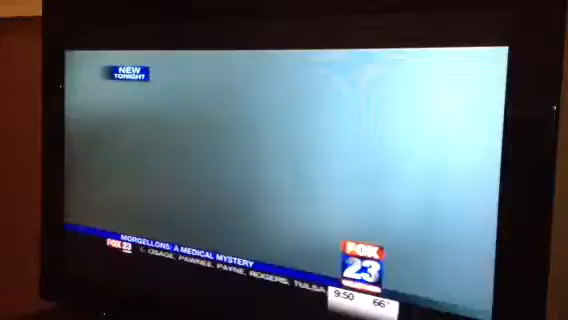 NEW
TONIGHT
MORGELLONS: A MEDICAL MYSTERY
FOX 23
E, OSAGE, PAWNEE, PAYNE, ROGERS, TULSA,
FOX
23
9:50 66°